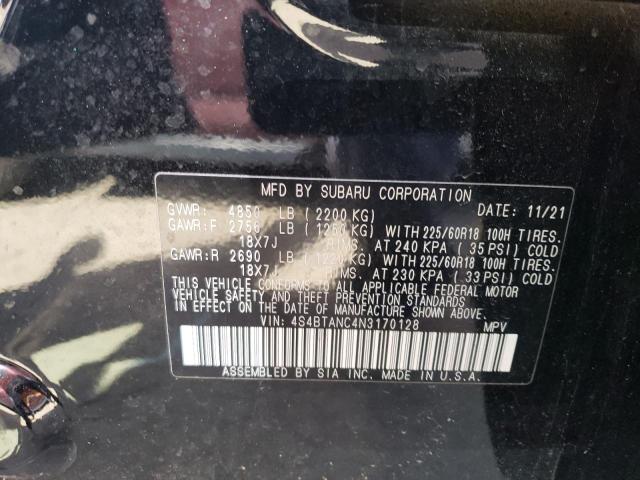 MFD BY SUBARU CORPORATION
GVWR: 4850 LB (2200 KG) DATE: 11/21
GAWR:F 2756 LB (1250 KG) WITH 225/60R18 100H TIRES.
18X7J RIMS. AT 240 KPA (35 PSI) COLD
GAWR:R 2690 LB (1220 KG) WITH 225/60R18 100H TIRES.
18X7J RIMS. AT 230 KPA (33 PSI) COLD
THIS VEHICLE CONFORMS TO ALL APPLICABLE FEDERAL MOTOR
VEHICLE SAFETY AND THEFT PREVENTION STANDARDS
IN EFFECT ON THE DATE OF MANUFACTURE SHOWN ABOVE.
VIN: 4S4BTANC4N3170128 MPV
ASSEMBLED BY SIA INC. MADE IN U.S.A.